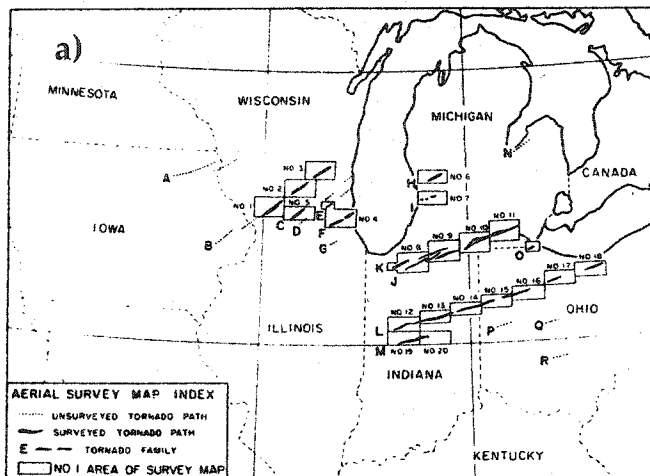 a)
MINNESOTA
WISCONSIN
MICHIGAN
N
CANADA
A
NO. 3
NO. 2
H
NO 6
NO. 1
NO. 5
E
I
NO 7
IOWA
B
C
D
F
NO 4
G
NO. 11
NO. 10
NO. 9
NO 8
K
J
O
NO. 18
NO. 17
NO. 16
NO. 15
NO. 14
NO. 13
NO. 12
L
ILLINOIS
P
Q
OHIO
M
NO 19
NO. 20
R
INDIANA
KENTUCKY
AERIAL SURVEY MAP INDEX
UNSURVEYED TORNADO PATH
SURVEYED TORNADO PATH
E TORNADO FAMILY
NO 1 AREA OF SURVEY MAP